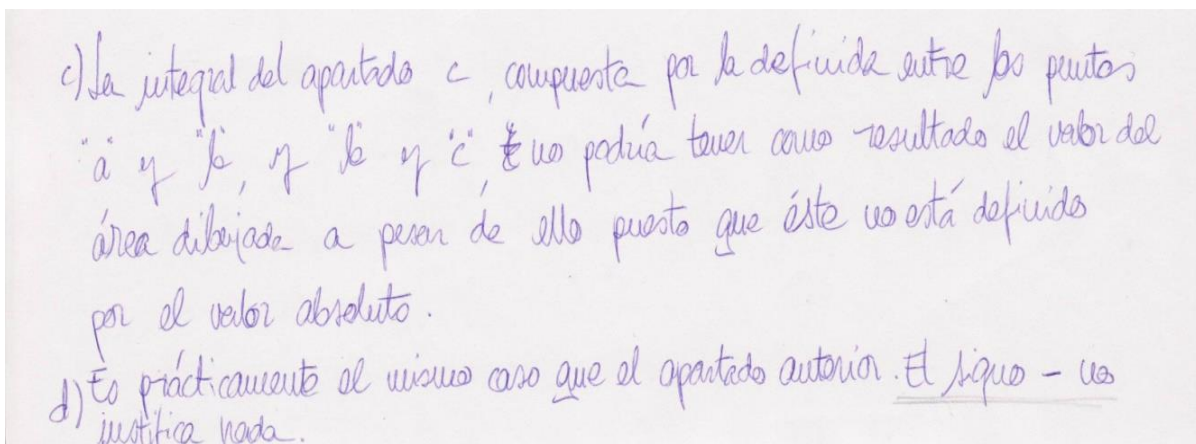 c) La integral del apartado c, compuesta por la definida entre los puntos
"a" y "b", y "b" y "c", no podría tener como resultado el valor del
área dibujada a pesar de ello puesto que éste no está definido
por el valor absoluto.
d) Es prácticamente el mismo caso que el apartado anterior. El signo - no
justifica nada.